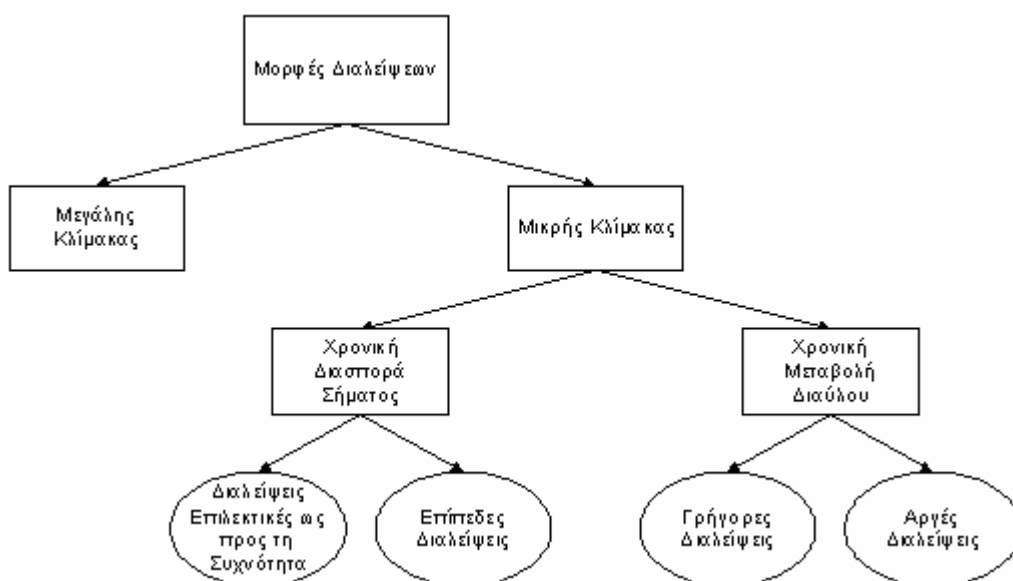 Μορφές Διαλείψεων
Μεγάλης
Κλίμακας
Μικρής Κλίμακας
Χρονική
Διασπορά
Σήματος
Χρονική
Μεταβολή
Διαύλου
Διαλείψεις
Επιλεκτικές ως
προς τη
Συχνότητα
Επίπεδες
Διαλείψεις
Γρήγορες
Διαλείψεις
Αργές
Διαλείψεις